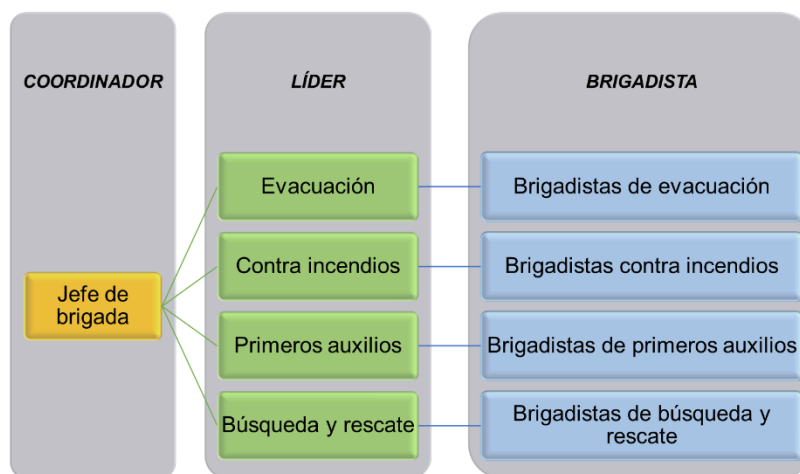 COORDINADOR
LÍDER
BRIGADISTA
Jefe de
brigada
Evacuación
Contra incendios
Primeros auxilios
Búsqueda y rescate
Brigadistas de evacuación
Brigadistas contra incendios
Brigadistas de primeros auxilios
Brigadistas de búsqueda y
rescate